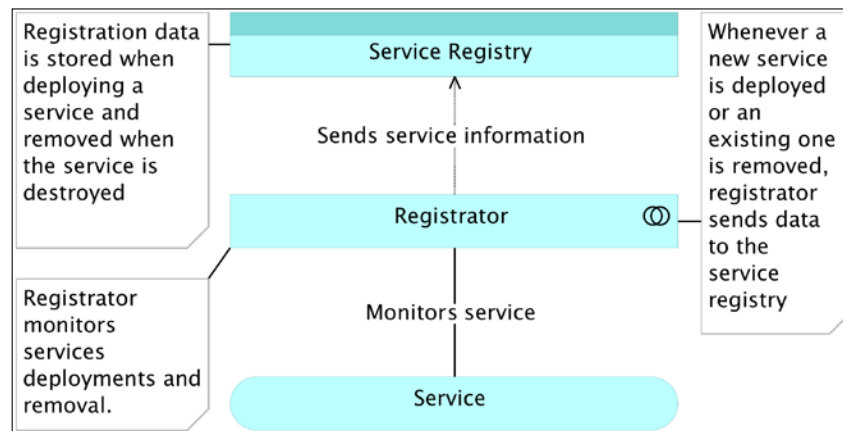 Registration data
is stored when
deploying a
service and
removed when
the service is
destroyed
Service Registry
Whenever a
new service
is deployed
or an
existing one
is removed,
registrator
sends data
to the
service
registry
Sends service information
Registrator
Registrator
monitors
services
deployments and
removal.
Monitors service
Service